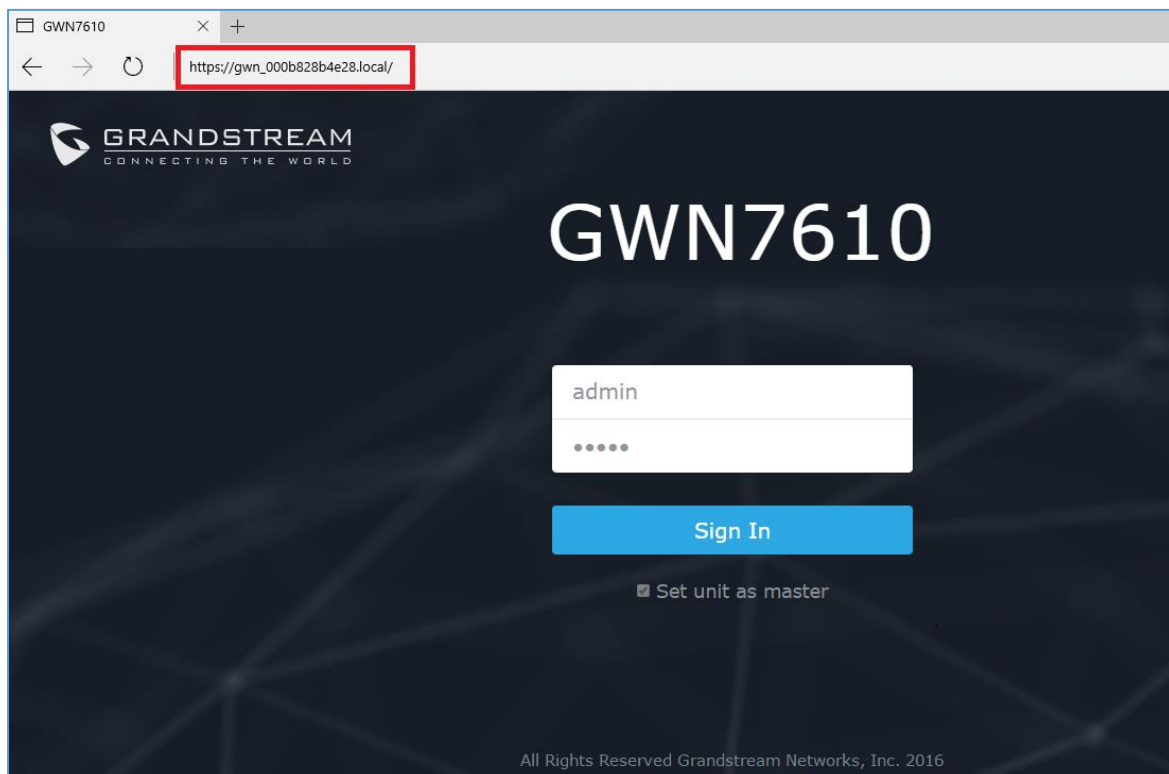 GWN7610
https://gwn_000b828b4e28.local/
GRANDSTREAM
CONNECTING THE WORLD
GWN7610
admin
•••••
Sign In
Set unit as master
All Rights Reserved Grandstream Networks, Inc. 2016